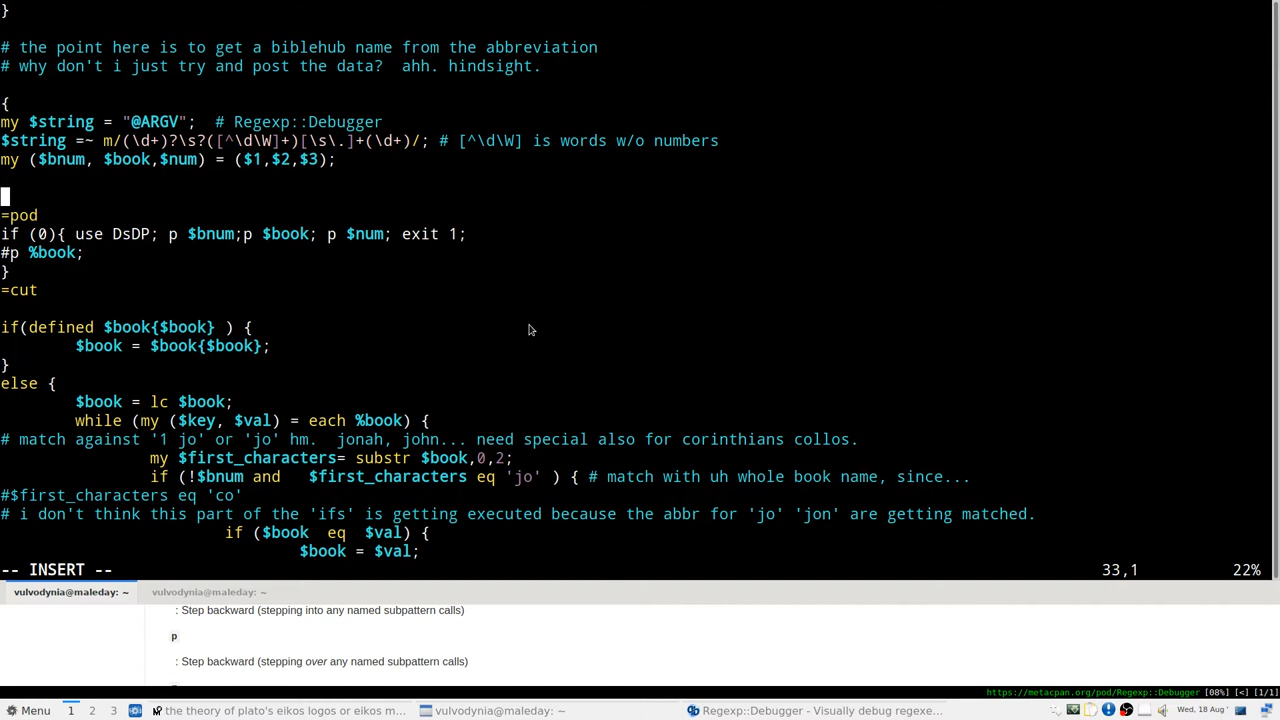 }
# the point here is to get a biblehub name from the abbreviation
# why don't i just try and post the data?  ahh. hindsight.
{
my $string = "@ARGV";  # Regexp::Debugger
$string =~ m/(\d+)?\s?([^\d\W]+)[\s\.]+(\d+)/; # [^\d\W] is words w/o numbers
my ($bnum, $book,$num) = ($1,$2,$3);
=pod
if (0){ use DsDP; p $bnum;p $book; p $num; exit 1;
#p %book;
}
=cut
if(defined $book{$book} ) {
        $book = $book{$book};
}
else {
        $book = lc $book;
        while (my ($key, $val) = each %book) {
# match against '1 jo' or 'jo' hm.  jonah, john... need special also for corinthians collos.
                my $first_characters= substr $book,0,2;
                if (!$bnum and   $first_characters eq 'jo' ) { # match with uh whole book name, since...
#$first_characters eq 'co'
# i don't think this part of the 'ifs' is getting executed because the abbr for 'jo' 'jon' are getting matched.
                        if ($book  eq  $val) {
                                $book = $val;
-- INSERT -- 33,1 22%
vulvodynia@maleday: ~ vulvodynia@maleday: ~
: Step backward (stepping into any named subpattern calls)
p
: Step backward (stepping over any named subpattern calls)
https://metacpan.org/pod/Regexp::Debugger [08%] [<] [1/1]
Menu 1 2 3 the theory of plato's eikos logos or eikos m... vulvodynia@maleday: ~ Regexp::Debugger - Visually debug regexe... Wed, 18 Aug